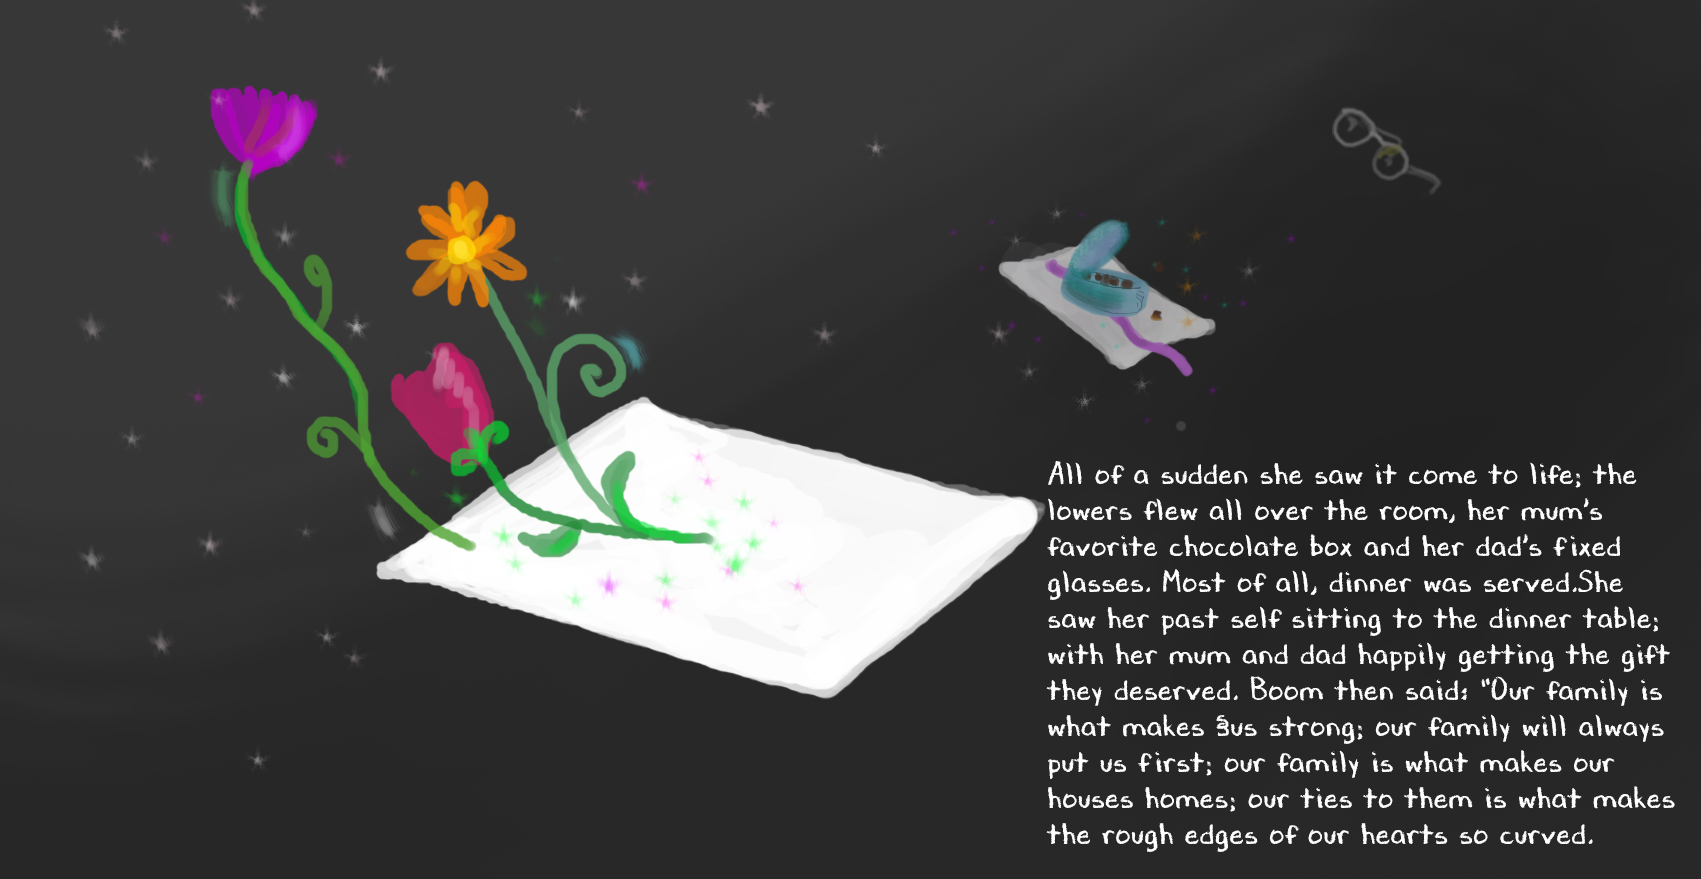 All of a sudden she saw it come to life; the
lowers flew all over the room, her mum's
favorite chocolate box and her dad's fixed
glasses. Most of all, dinner was served.She
saw her past self sitting to the dinner table;
with her mum and dad happily getting the gift
they deserved. Boom then said: "Our family is
what makes us strong; our family will always
put us first; our family is what makes our
houses homes; our ties to them is what makes
the rough edges of our hearts so curved.